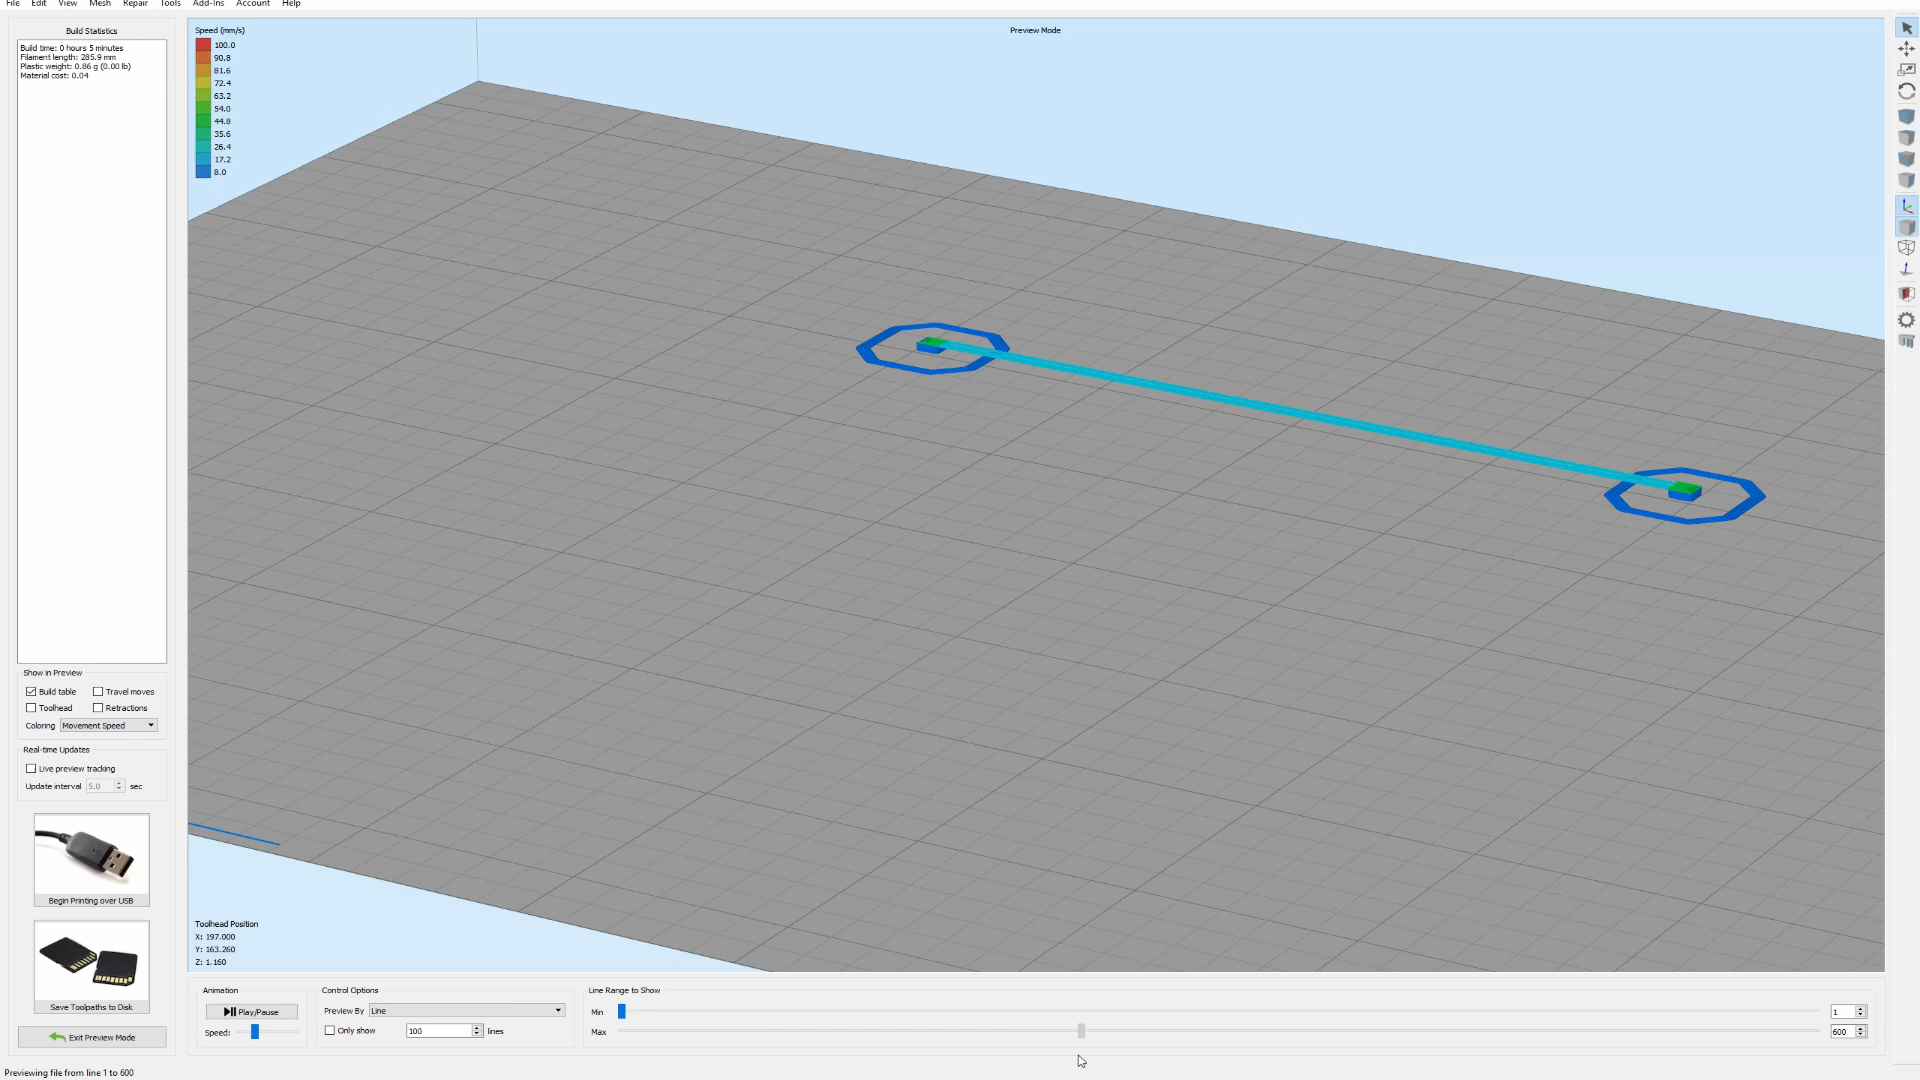 File Edit View Mesh Repair Tools Add-Ins Account Help
Build Statistics
Build time: 0 hours 5 minutes
Filament length: 285.9 mm
Plastic weight: 0.86 g (0.00 lb)
Material cost: 0.04
Speed (mm/s)
100.0
90.8
81.6
72.4
63.2
54.0
44.8
35.6
26.4
17.2
8.0
Preview Mode
Show in Preview
Build table Travel moves
Toolhead Retractions
Coloring Movement Speed
Real-time Updates
Live preview tracking
Update interval 5.0 sec
Begin Printing over USB
Save Toolpaths to Disk
Exit Preview Mode
Toolhead Position
X: 197.000
Y: 163.260
Z: 1.160
Animation
Play/Pause
Speed:
Control Options
Preview By Line
Only show 100 lines
Line Range to Show
Min 1
Max 600
Previewing file from line 1 to 600